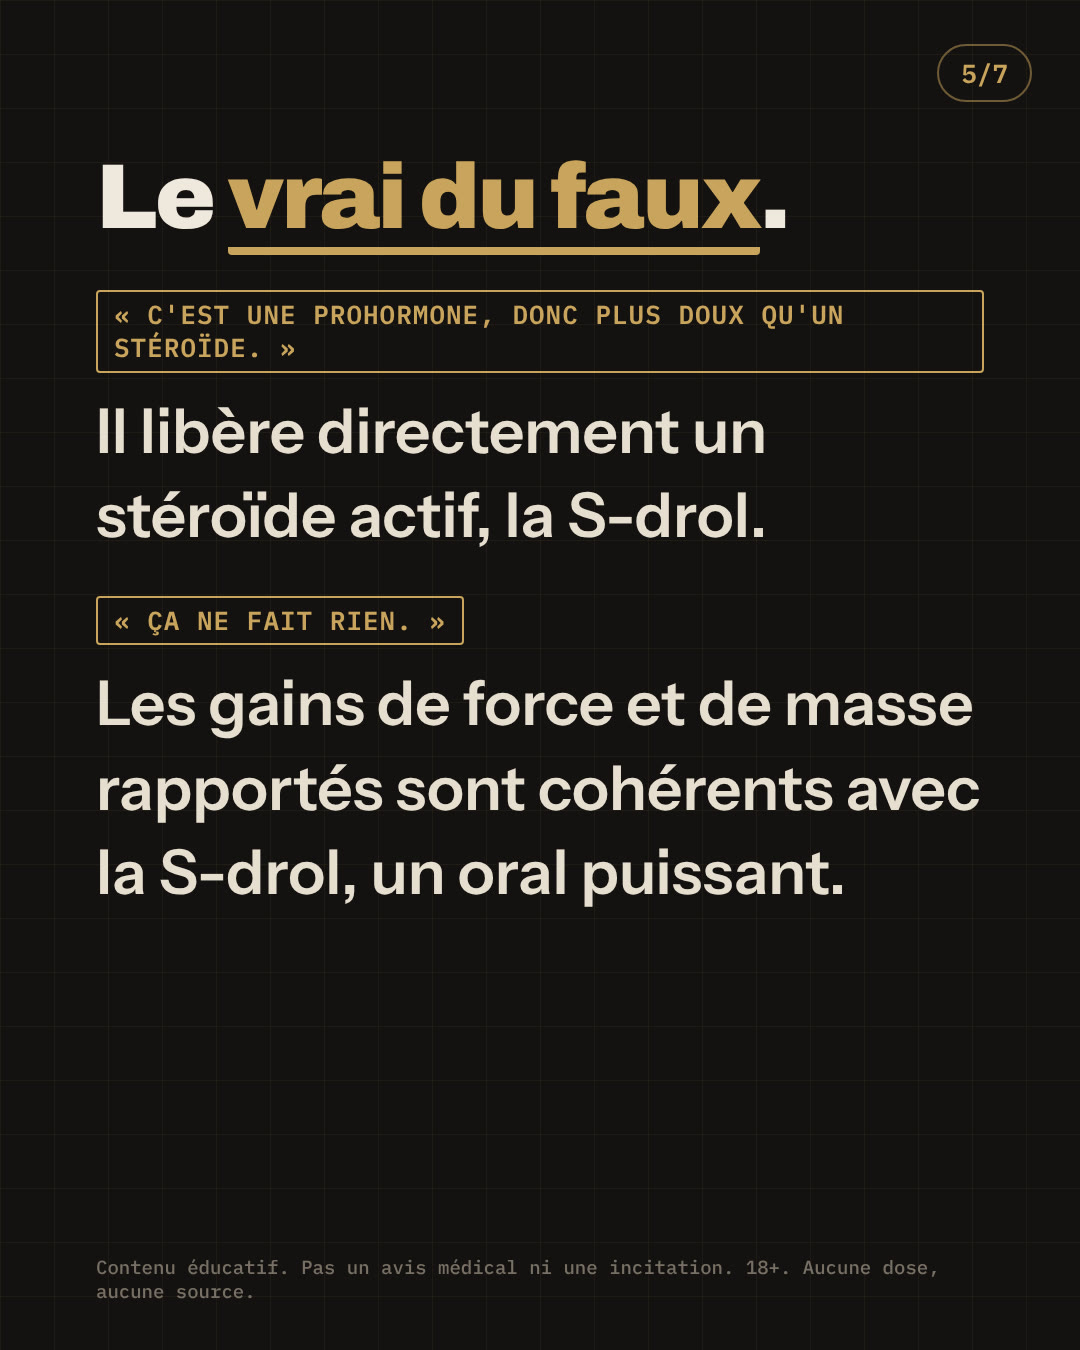 5/7
Le vrai du faux.
« C'EST UNE PROHORMONE, DONC PLUS DOUX QU'UN
STÉROÏDE. »
Il libère directement un
stéroïde actif, la S-drol.
« ÇA NE FAIT RIEN. »
Les gains de force et de masse
rapportés sont cohérents avec
la S-drol, un oral puissant.
Contenu éducatif. Pas un avis médical ni une incitation. 18+. Aucune dose,
aucune source.